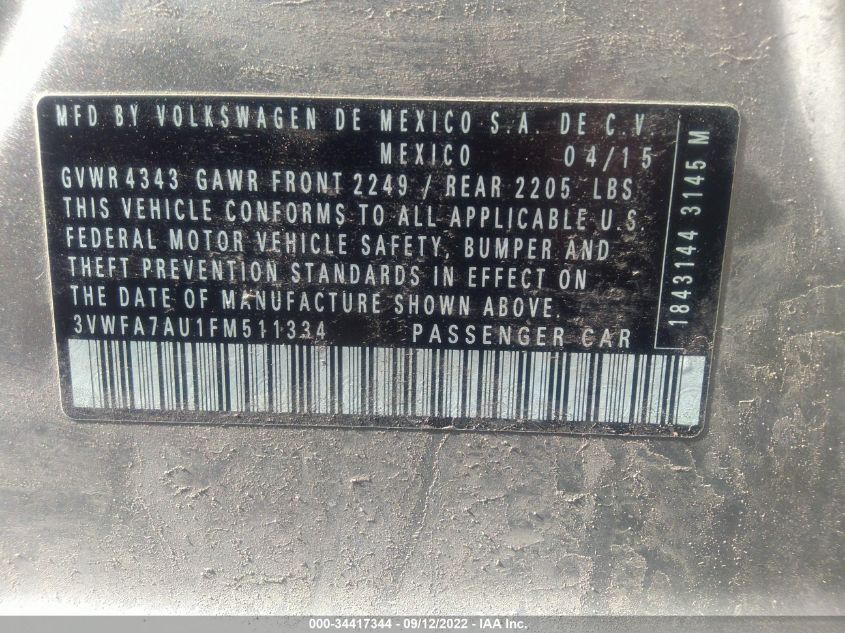 MFD BY VOLKSWAGEN DE MEXICO S.A. DE C.V.
MEXICO 04/15
GVWR 4343 GAWR FRONT 2249 / REAR 2205 LBS
THIS VEHICLE CONFORMS TO ALL APPLICABLE U.S
FEDERAL MOTOR VEHICLE SAFETY, BUMPER AND
THEFT PREVENTION STANDARDS IN EFFECT ON
THE DATE OF MANUFACTURE SHOWN ABOVE.
3VWFA7AU1FM511334 PASSENGER CAR
1843144 3145 M
000-34417344 - 09/12/2022 - IAA Inc.